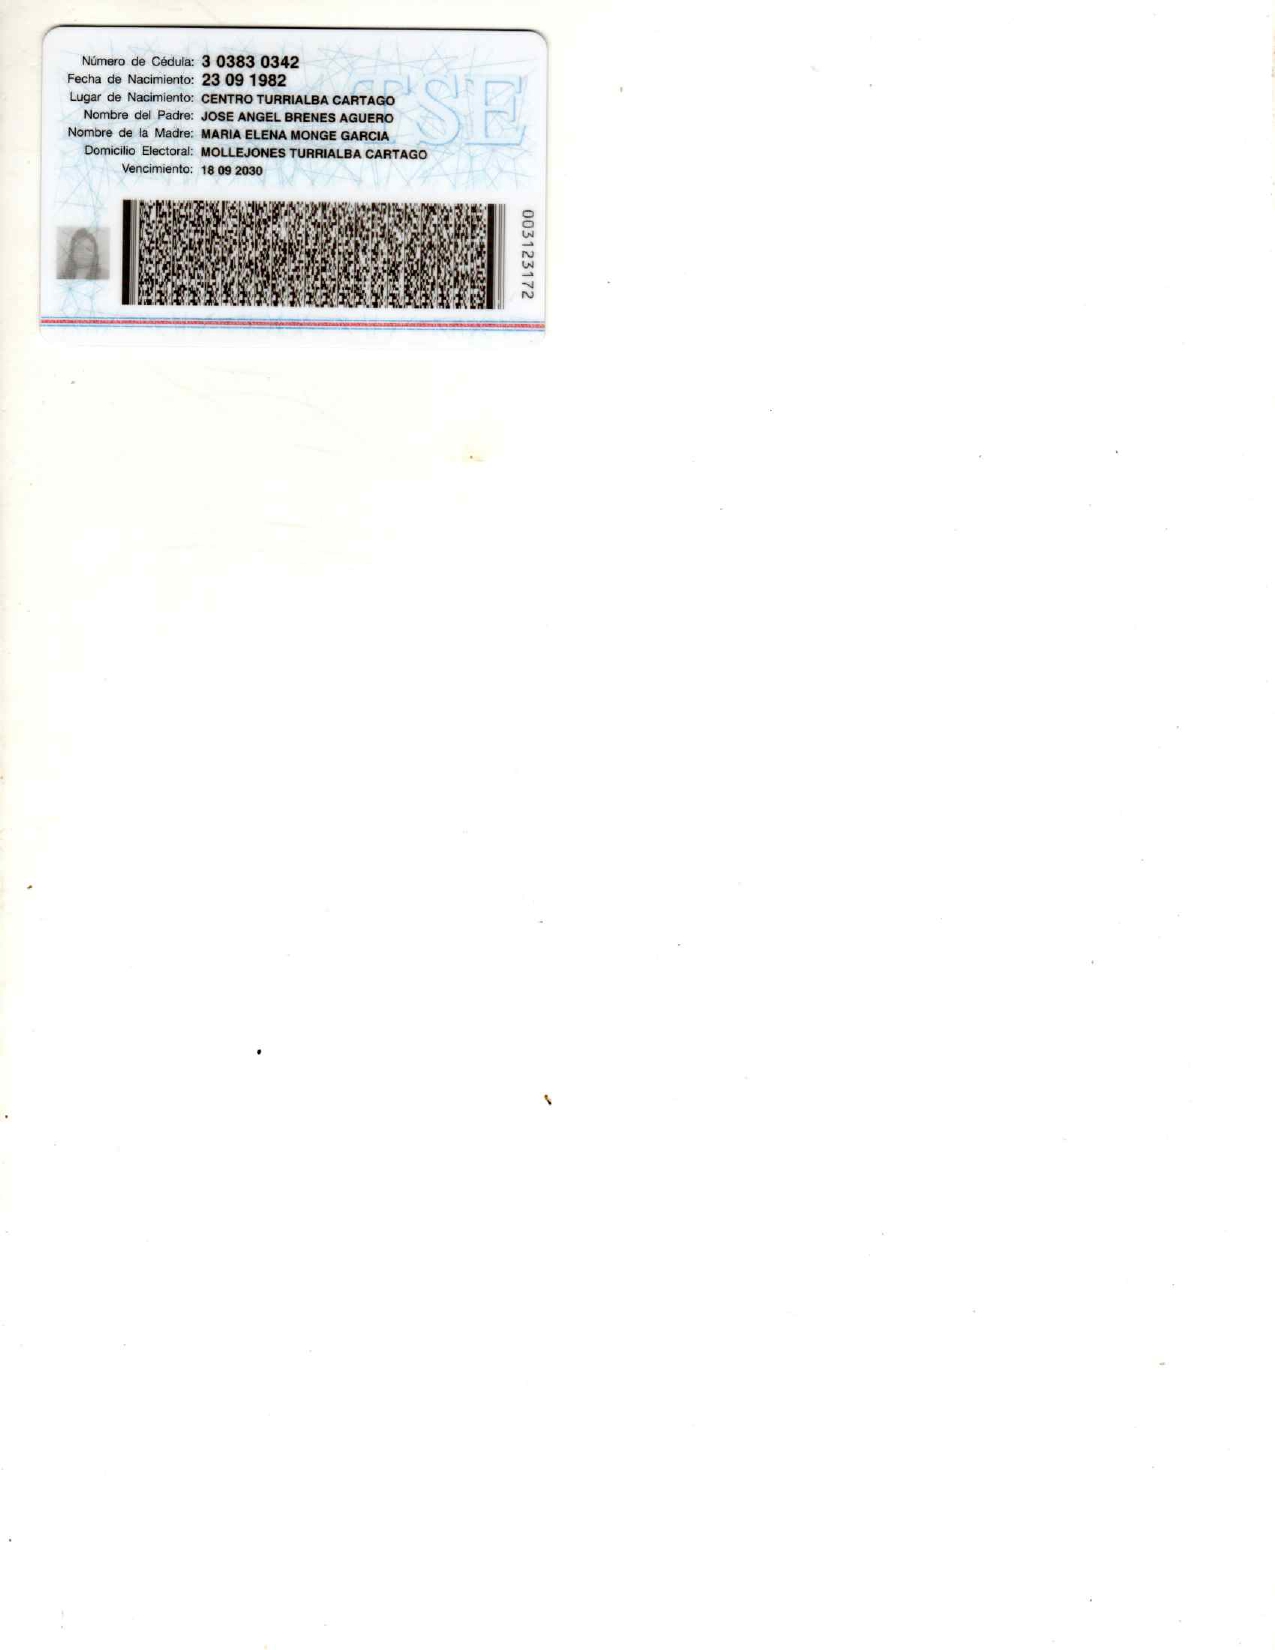 Número de Cédula: 3 0383 0342
Fecha de Nacimiento: 23 09 1982
Lugar de Nacimiento: CENTRO TURRIALBA CARTAGO
Nombre del Padre: JOSE ANGEL BRENES AGUERO
Nombre de la Madre: MARIA ELENA MONGE GARCIA
Domicilio Electoral: MOLLEJONES TURRIALBA CARTAGO
Vencimiento: 18 09 2030
TSE
003123172